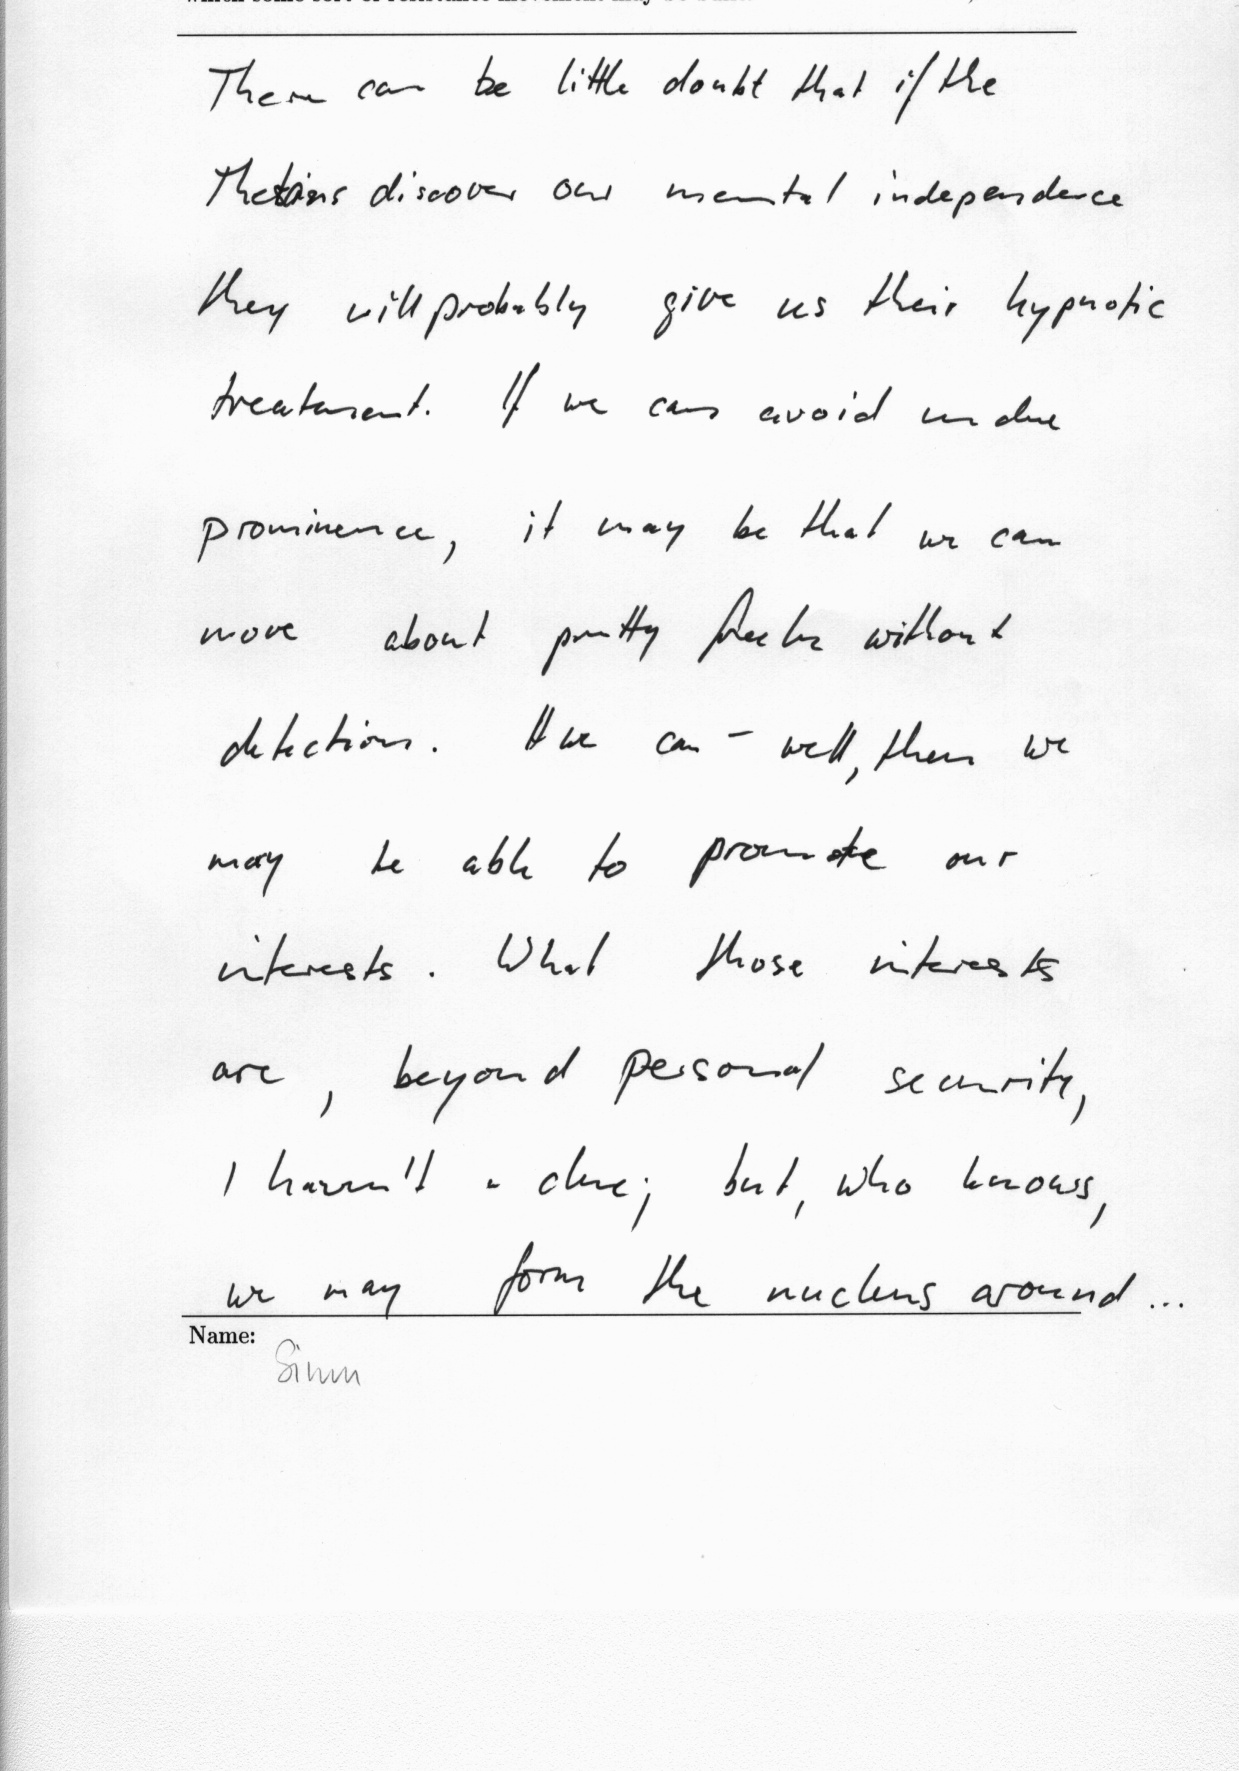 There can be little doubt that if the
Thetans discover our mental independence
they will probably give us their hypnotic
treatment. If we can avoid undue
prominence, it may be that we can
move about pretty freely without
detection. If we can - well, then we
may be able to promote our
interests. What those interests
are, beyond personal security,
I haven't a clue; but, who knows,
we may form the nucleus around...
Name: